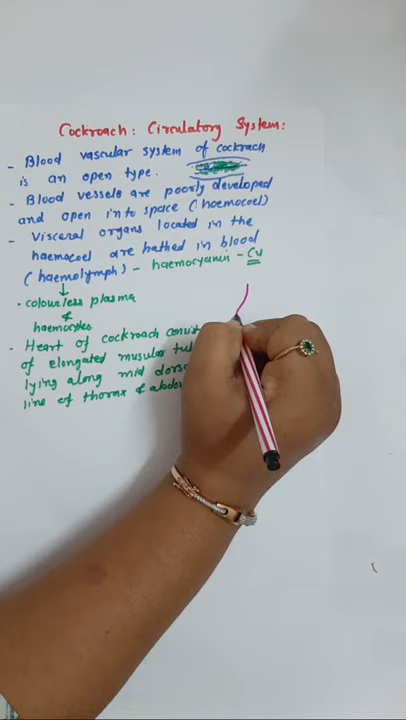 Cockroach: Circulatory System:
- Blood vascular system of cockrach
is an open type.
- Blood vessels are poorly developed
and open into space (haemocoel)
- Visceral organs located in the
haemocoel are bathed in blood
(haemolymph) - haemocyanin - Cu
• colourless plasma
&
haemocytes.
• Heart of cockroach consist
of elongated musular tu
lying along mid dorsa
line of thorax & abdo